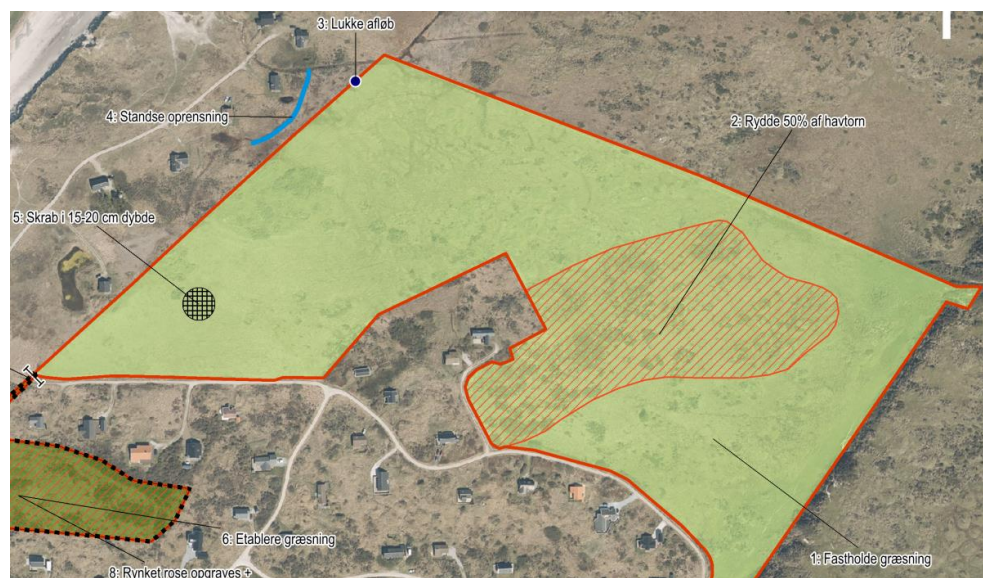 3: Lukke afløb
4: Standse oprensning
2: Rydde 50% af havtorn
5: Skrab i 15-20 cm dybde
6: Etablere græsning
1: Fastholde græsning
8: Rynket rose opgraves +